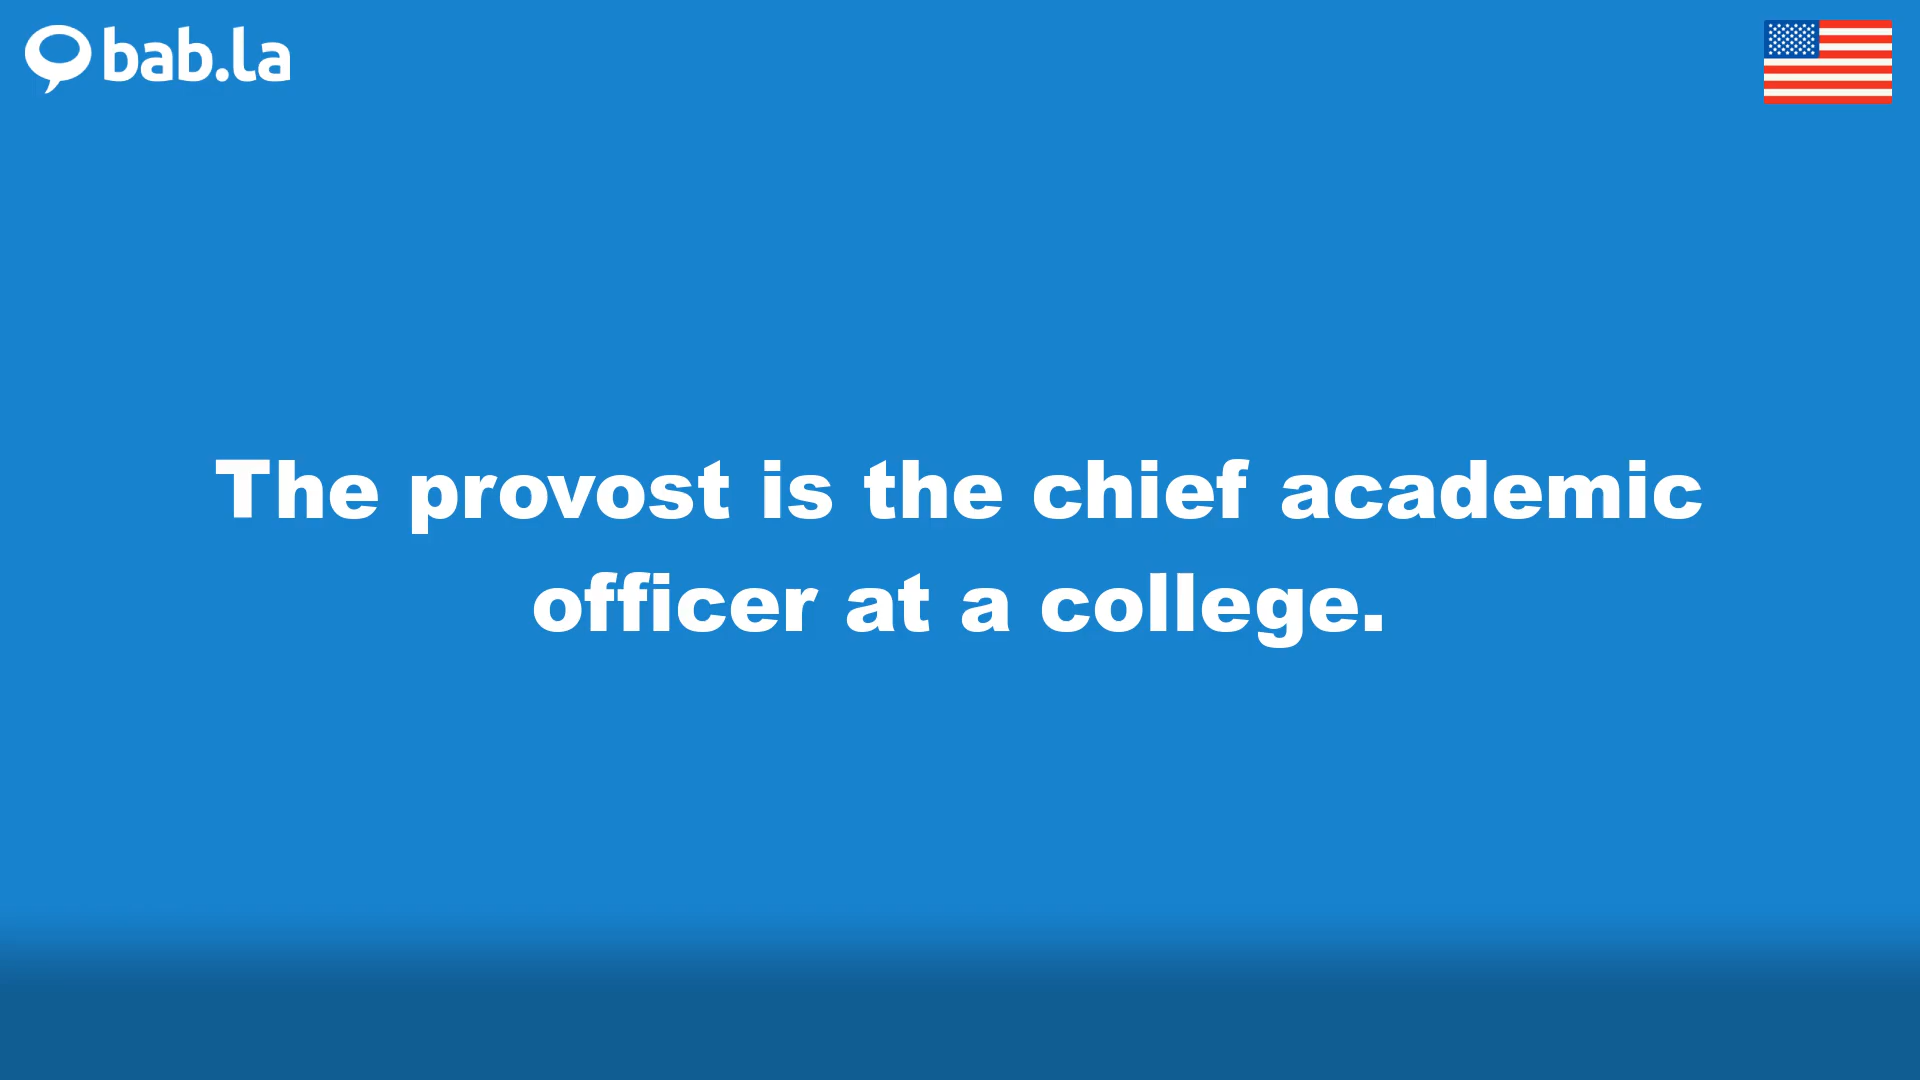 bab.la
The provost is the chief academic
officer at a college.